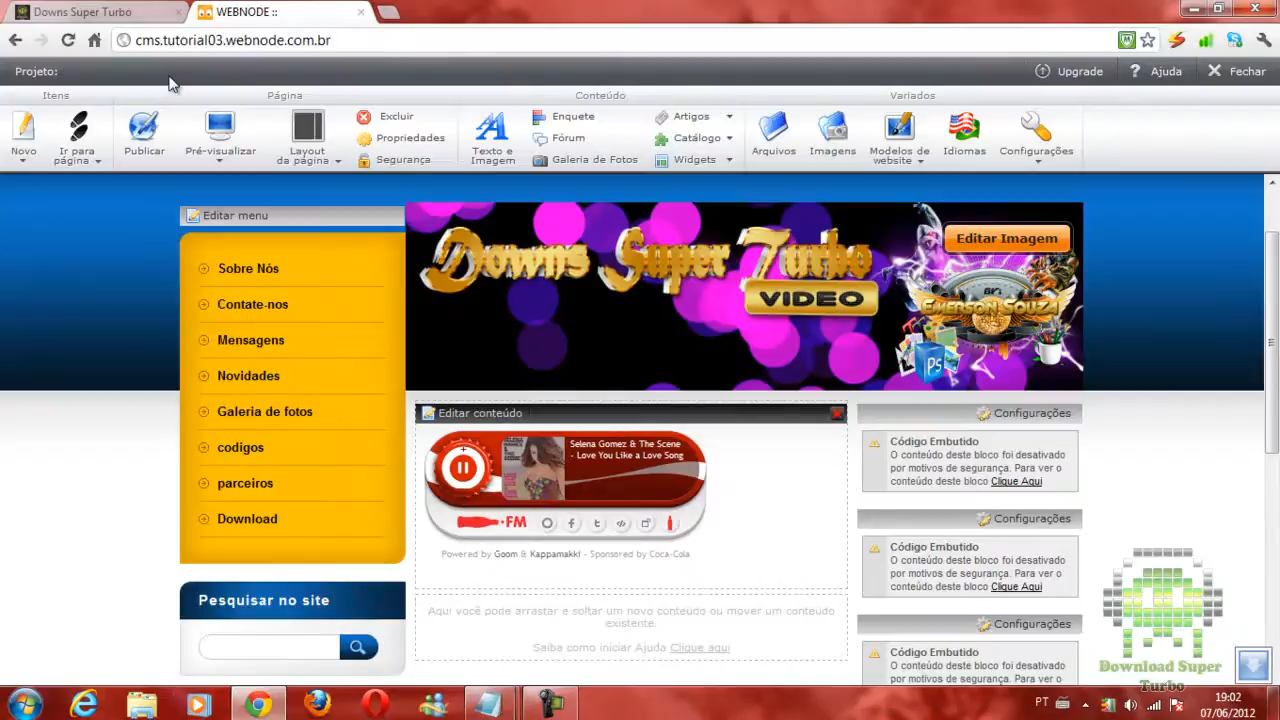 Downs Super Turbo
WEBNODE ::
cms.tutorial03.webnode.com.br
Projeto:
Upgrade
? Ajuda
Fechar
Itens
Página
Conteúdo
Variados
Novo
Ir para
página
Publicar
Pré-visualizar
Layout
da página
Excluir
Propriedades
Segurança
Texto e
Imagem
Enquete
Fórum
Galeria de Fotos
Artigos
Catálogo
Widgets
Arquivos
Imagens
Modelos de
website
Idiomas
Configurações
Editar menu
Sobre Nós
Contate-nos
Mensagens
Novidades
Galeria de fotos
codigos
parceiros
Download
Pesquisar no site
Downs Super Turbo
VIDEO
Editar Imagem
EMERSON SOUZA
PS
Editar conteúdo
Selena Gomez & The Scene
- Love You Like a Love Song
.FM
Powered by Goom & Kappamakki - Sponsored by Coca-Cola
Aqui você pode arrastar e soltar um novo conteúdo ou mover um conteúdo
existente.
Saiba como iniciar Ajuda Clique aqui
Configurações
Código Embutido
O conteúdo deste bloco foi desativado
por motivos de segurança. Para ver o
conteúdo deste bloco Clique Aqui
Configurações
Código Embutido
O conteúdo deste bloco foi desativado
por motivos de segurança. Para ver o
conteúdo deste bloco Clique Aqui
Configurações
Código Embutido
O conteúdo deste bloco foi desativado
por motivos de segurança. Para ver o
Download Super
Turbo
PT
19:02
07/06/2012